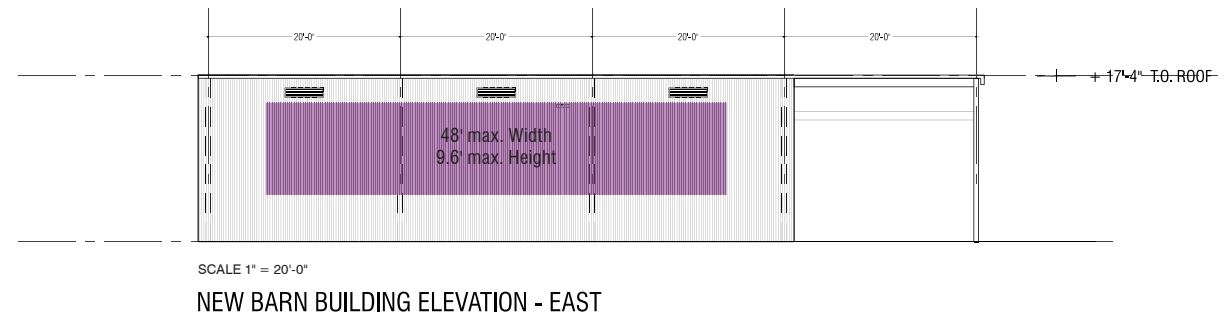 20'-0" 20'-0" 20'-0" 20'-0"
+ 17'-4" T.O. ROOF
48' max. Width
9.6' max. Height
SCALE 1" = 20'-0"
NEW BARN BUILDING ELEVATION - EAST